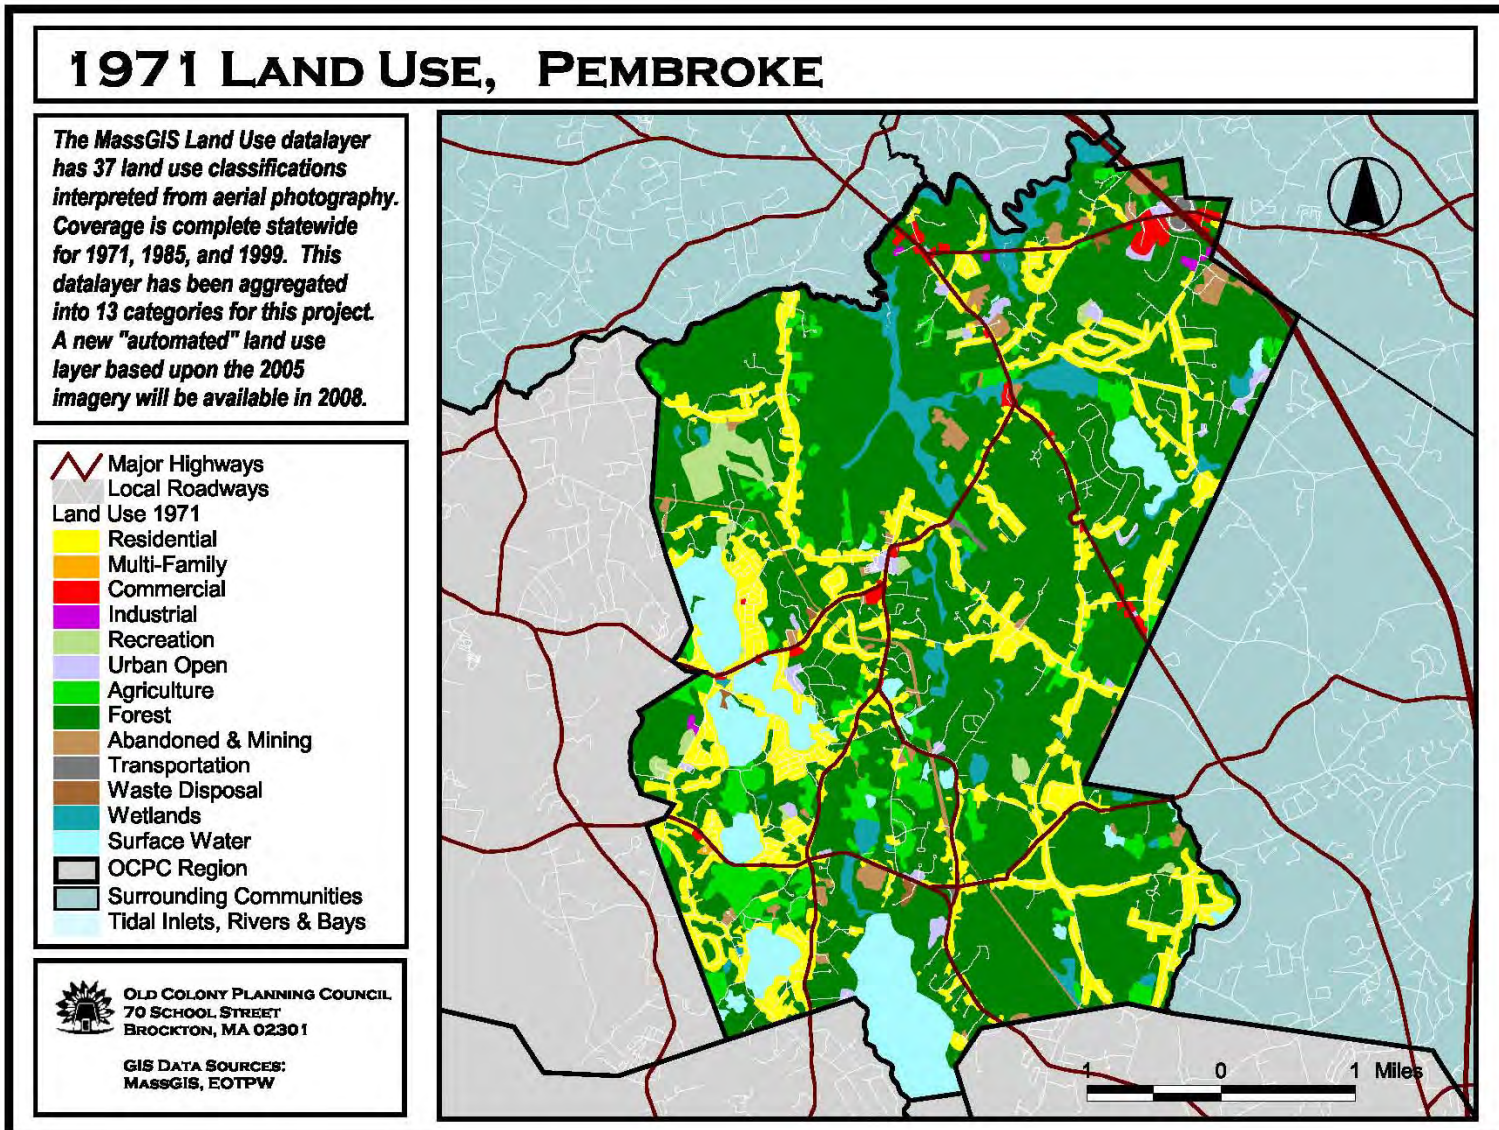 1971 LAND USE, PEMBROKE
The MassGIS Land Use datalayer
has 37 land use classifications
interpreted from aerial photography.
Coverage is complete statewide
for 1971, 1985, and 1999. This
datalayer has been aggregated
into 13 categories for this project.
A new "automated" land use
layer based upon the 2005
imagery will be available in 2008.
Major Highways
Local Roadways
Land Use 1971
Residential
Multi-Family
Commercial
Industrial
Recreation
Urban Open
Agriculture
Forest
Abandoned & Mining
Transportation
Waste Disposal
Wetlands
Surface Water
OCPC Region
Surrounding Communities
Tidal Inlets, Rivers & Bays
OLD COLONY PLANNING COUNCIL
70 SCHOOL STREET
BROCKTON, MA 02301
GIS DATA SOURCES:
MASSGIS, EOTPW
1 0 1 Miles